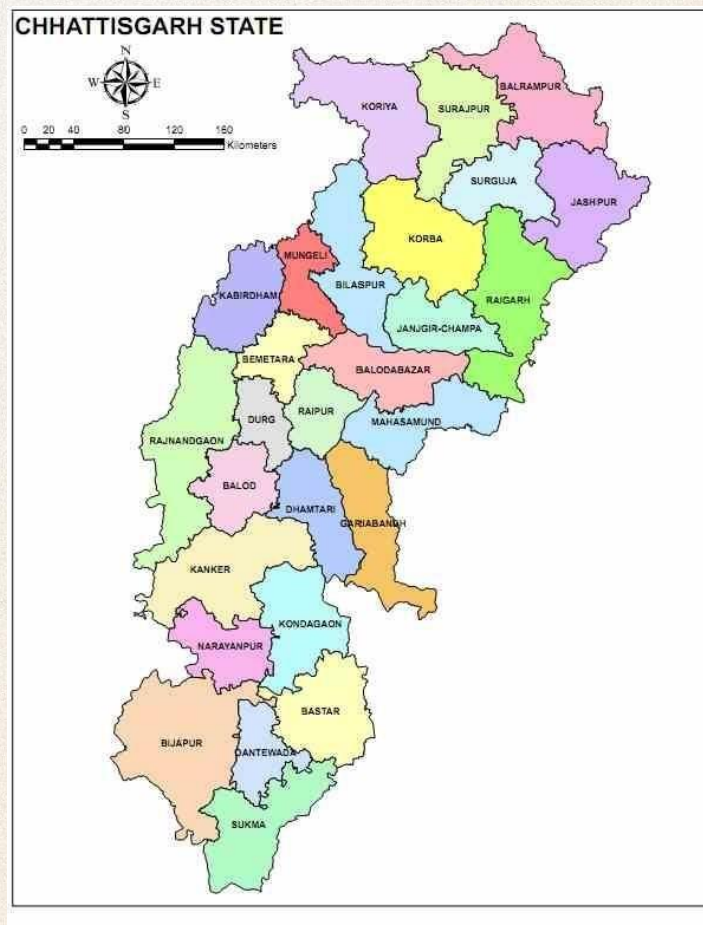 CHHATTISGARH STATE
N
W E
S
0 20 40 80 120 160
Kilometers
BALRAMPUR
KORIYA
SURAJPUR
SURGUJA
JASHPUR
KORBA
MUNGELI
BILASPUR
KABIRDHAM
RAIGARH
JANJGIR-CHAMPA
BEMETARA
BALODABAZAR
RAIPUR
DURG
MAHASAMUND
RAJNANDGAON
BALOD
DHAMTARI
GARIABANDH
KANKER
KONDAGAON
NARAYANPUR
BASTAR
BIJAPUR
DANTEWADA
SUKMA